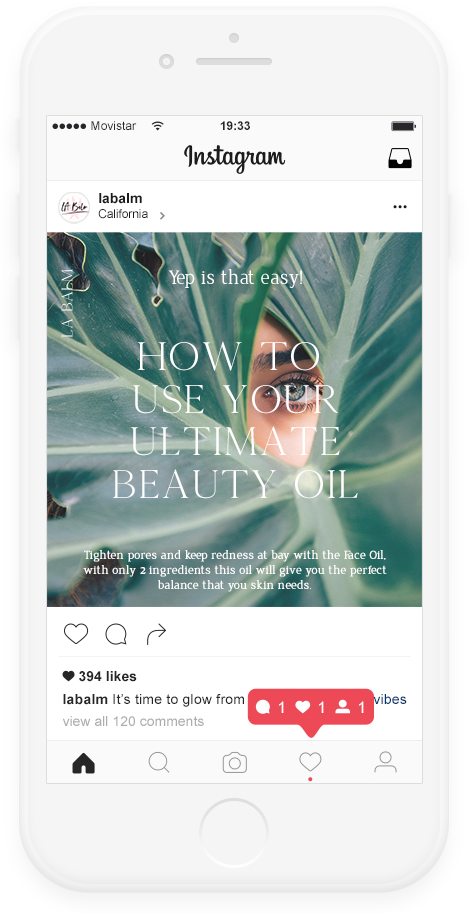 Movistar 19:33
Instagram
LA Balm
labalm
California
LA BALM
Yep is that easy!
HOW TO
USE YOUR
ULTIMATE
BEAUTY OIL
Tighten pores and keep redness at bay with the Face Oil,
with only 2 ingredients this oil will give you the perfect
balance that you skin needs.
394 likes
labalm It's time to glow from vibes
1 1 1
view all 120 comments